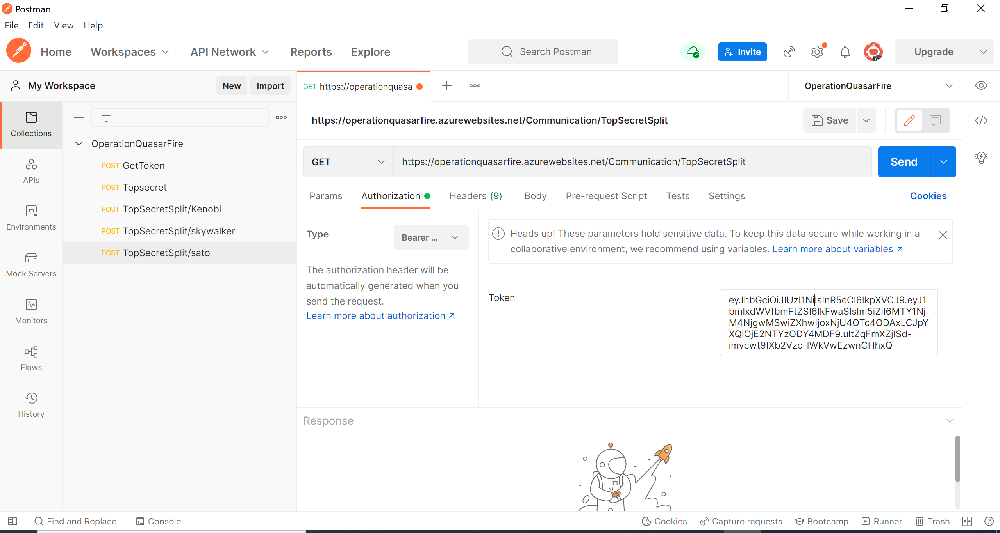 Postman
File Edit View Help
Home Workspaces API Network Reports Explore Search Postman Invite Upgrade
My Workspace New Import GET https://operationquasa OperationQuasarFire
https://operationquasarfire.azurewebsites.net/Communication/TopSecretSplit Save
Collections
OperationQuasarFire
POST GetToken
POST Topsecret
POST TopSecretSplit/Kenobi
POST TopSecretSplit/skywalker
POST TopSecretSplit/sato
APIs
Environments
Mock Servers
Monitors
Flows
History
GET https://operationquasarfire.azurewebsites.net/Communication/TopSecretSplit Send
Params Authorization Headers (9) Body Pre-request Script Tests Settings Cookies
Type Bearer ...
The authorization header will be
automatically generated when you
send the request.
Learn more about authorization ↗
Heads up! These parameters hold sensitive data. To keep this data secure while working in a
collaborative environment, we recommend using variables. Learn more about variables ↗
Token
eyJhbGciOiJIUzI1NiIsInR5cCI6IkpXVCJ9.eyJ1
bmlxdWVfbmFtZSI6IkFwaSIsIm5iZiI6MTY1Nj
M4NjgwMSwiZXhwIjoxNjU4OTc4ODAxLCJpY
XQiOjE2NTYzODY4MDF9.ultZqFmXZjlSd-
imvcwt9lXb2Vzc_lWkVwEzwnCHhxQ
Response
Find and Replace Console Cookies Capture requests Bootcamp Runner Trash